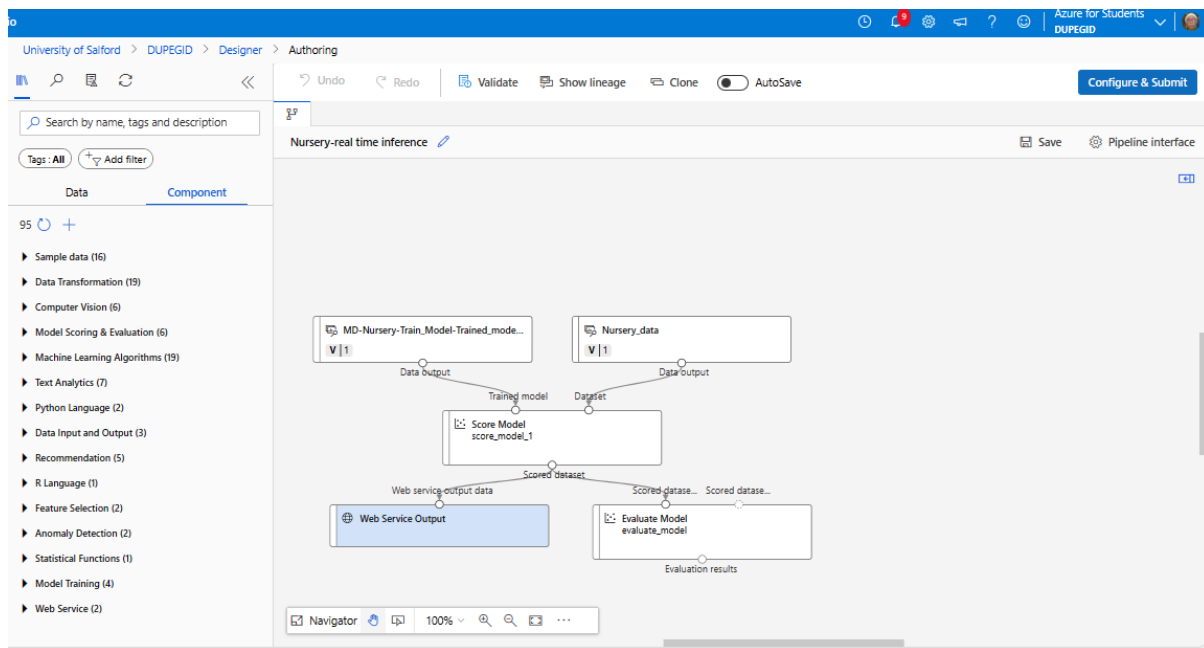 io
9
Azure for Students
DUPEGID
University of Salford > DUPEGID > Designer > Authoring
Undo
Redo
Validate
Show lineage
Clone
AutoSave
Configure & Submit
Search by name, tags and description
Tags : All
Add filter
Nursery-real time inference
Save
Pipeline interface
Data
Component
95
Sample data (16)
Data Transformation (19)
Computer Vision (6)
Model Scoring & Evaluation (6)
Machine Learning Algorithms (19)
Text Analytics (7)
Python Language (2)
Data Input and Output (3)
Recommendation (5)
R Language (1)
Feature Selection (2)
Anomaly Detection (2)
Statistical Functions (1)
Model Training (4)
Web Service (2)
MD-Nursery-Train_Model-Trained_mode...
V | 1
Data output
Nursery_data
V | 1
Data output
Trained model
Dataset
Score Model
score_model_1
Scored dataset
Web service output data
Scored datase...
Scored datase...
Web Service Output
Evaluate Model
evaluate_model
Evaluation results
Navigator
100%